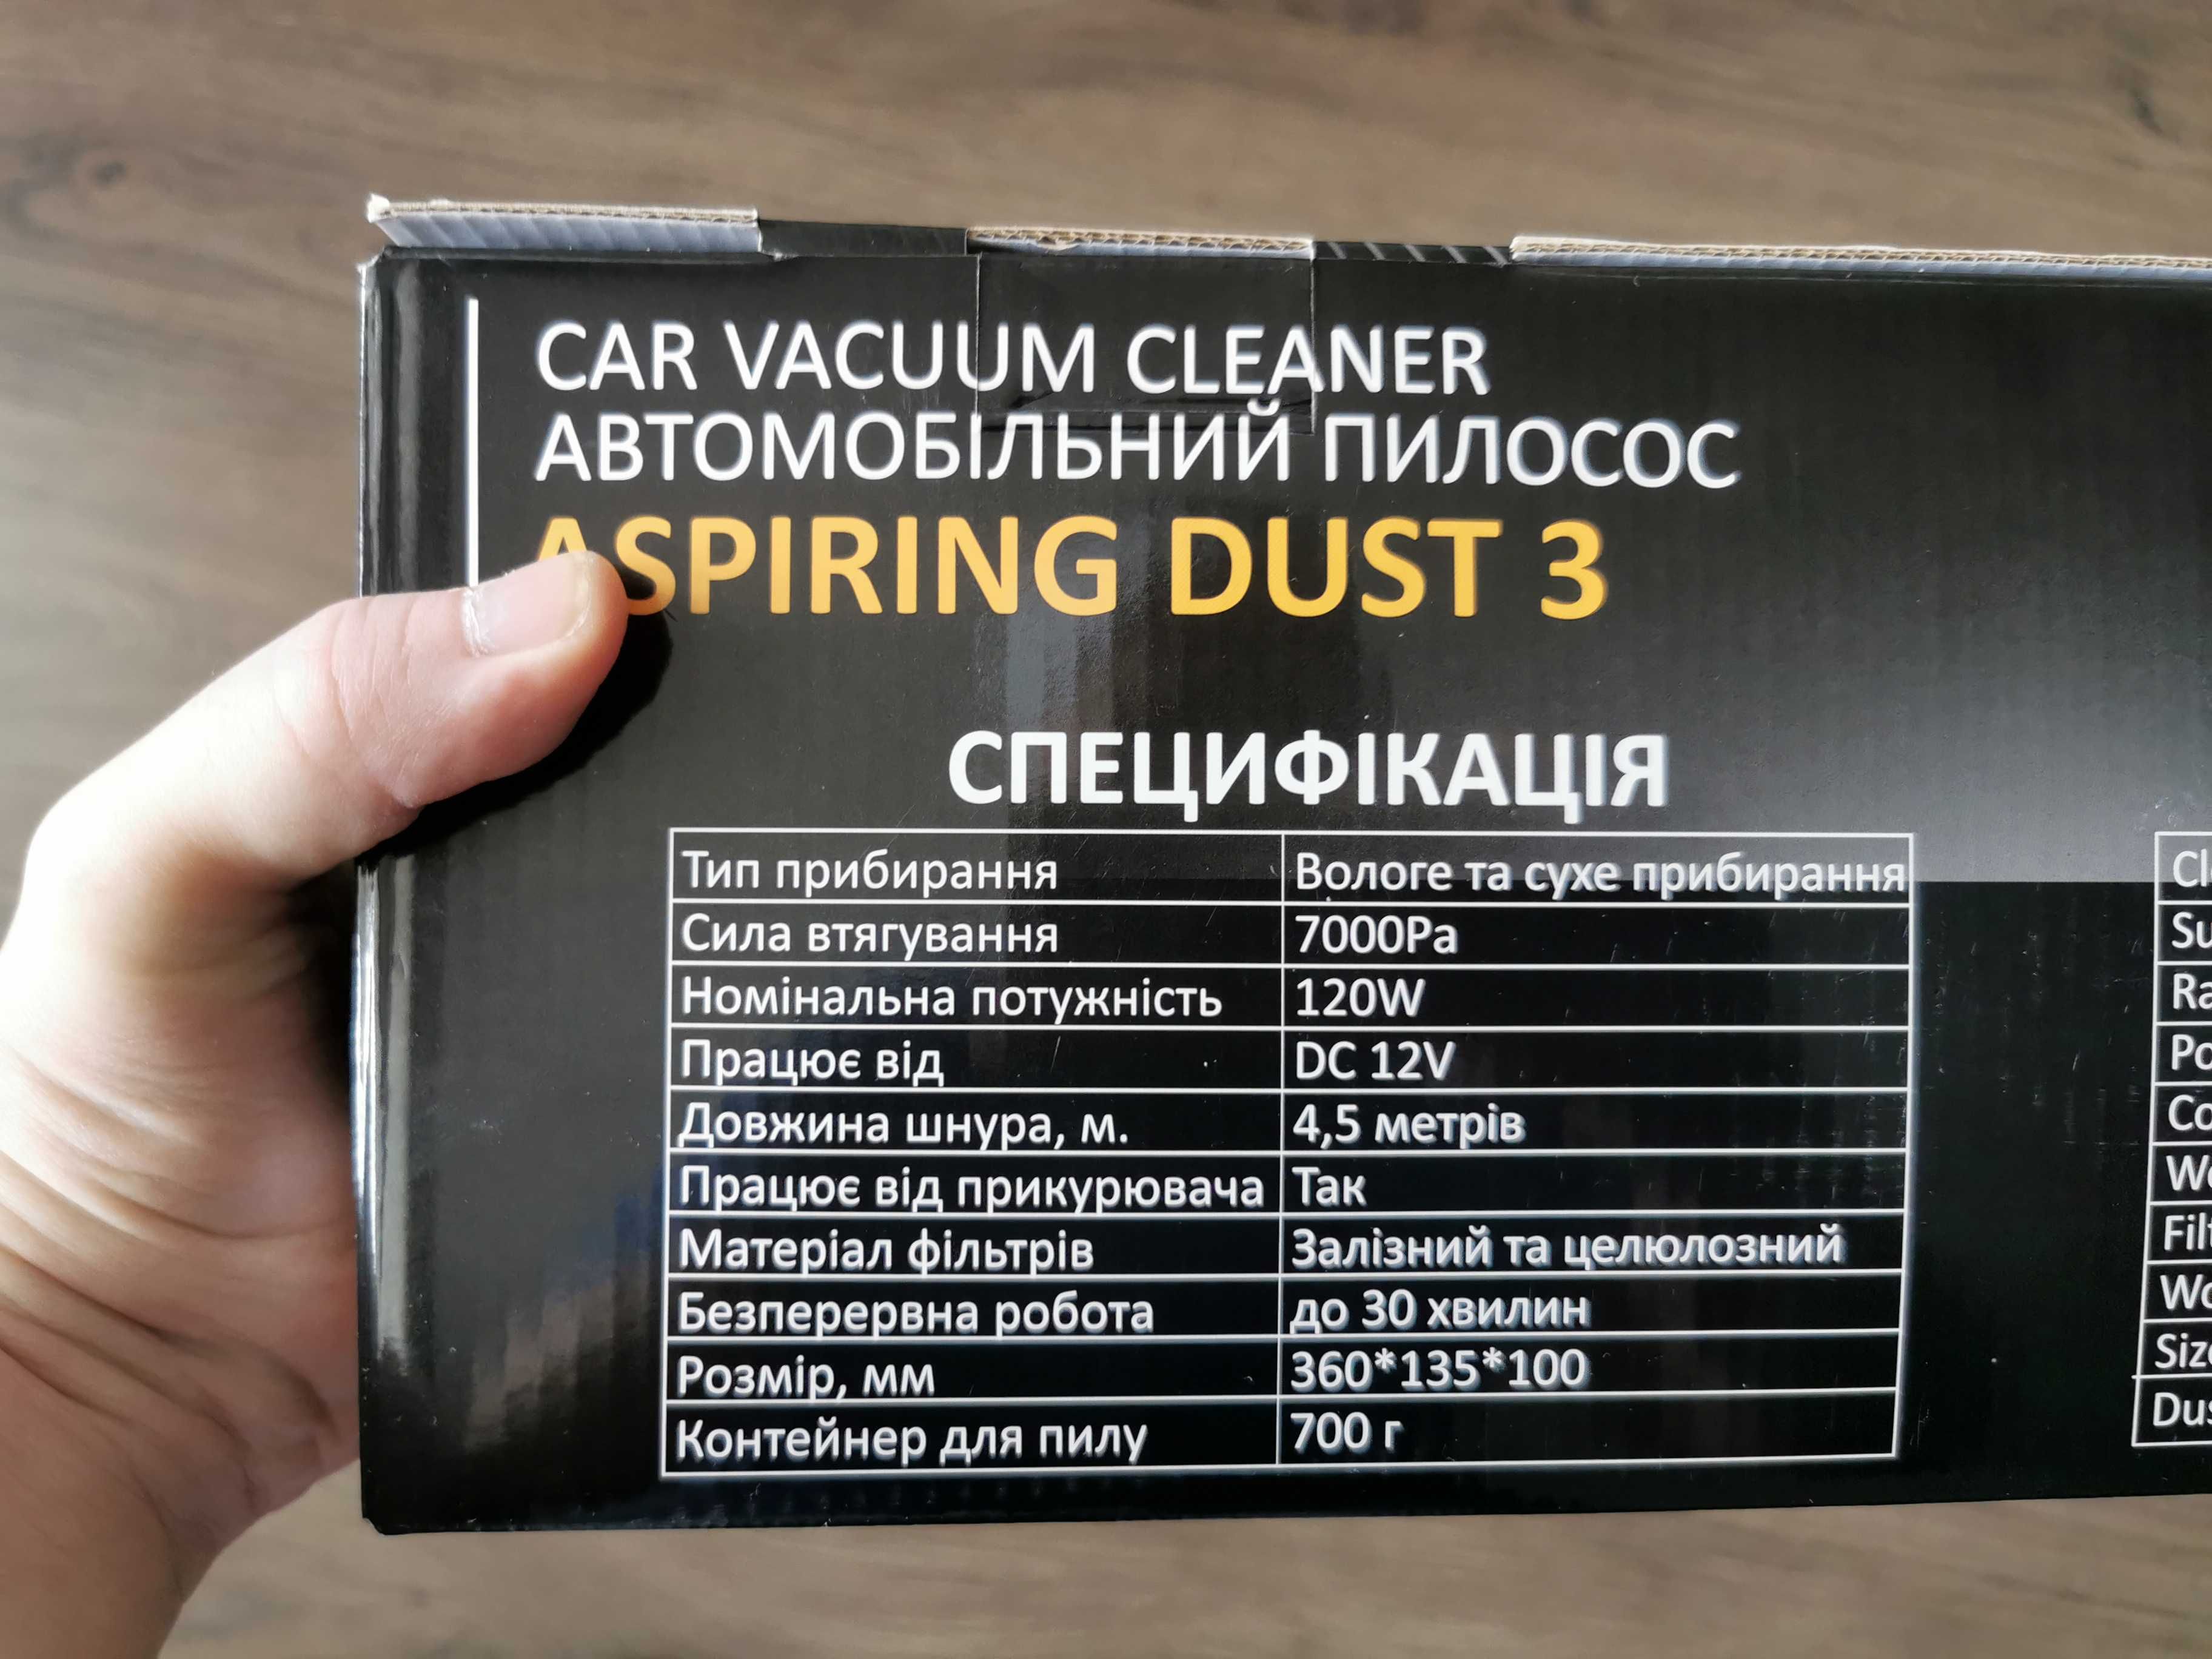 CAR VACUUM CLEANER
АВТОМОБІЛЬНИЙ ПИЛОСОС
ASPIRING DUST 3
СПЕЦИФІКАЦІЯ
Тип прибирання Вологе та сухе прибирання
Сила втягування 7000Pa
Номінальна потужність 120W
Працює від DC 12V
Довжина шнура, м. 4,5 метрів
Працює від прикурювача Так
Матеріал фільтрів Залізний та целюлозний
Безперервна робота до 30 хвилин
Розмір, мм 360*135*100
Контейнер для пилу 700 г